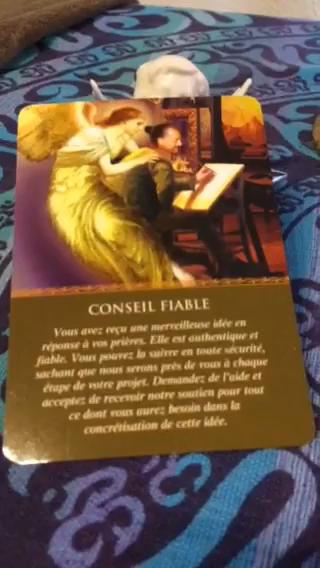 CONSEIL FIABLE
Vous avez reçu une merveilleuse idée en
réponse à vos prières. Elle est authentique et
fiable. Vous pouvez la suivre en toute sécurité,
sachant que nous serons près de vous à chaque
étape de votre projet. Demandez de l'aide et
acceptez de recevoir notre soutien pour tout
ce dont vous aurez besoin dans la
concrétisation de cette idée.